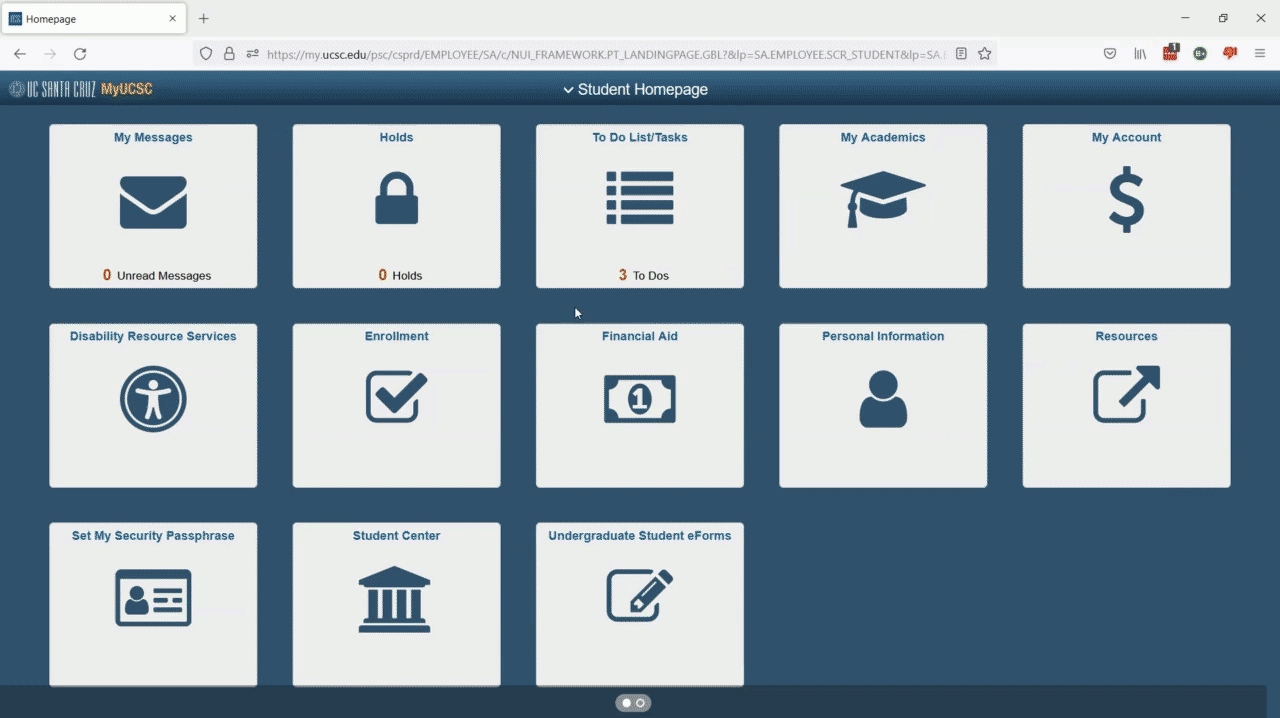 Homepage
https://my.ucsc.edu/psc/csprd/EMPLOYEE/SA/c/NUI_FRAMEWORK.PT_LANDINGPAGE.GBL?&lp=SA.EMPLOYEE.SCR_STUDENT&lp=SA.E
1
UC SANTA CRUZ MyUCSC
Student Homepage
My Messages
Holds
To Do List/Tasks
My Academics
My Account
0 Unread Messages
0 Holds
3 To Dos
Disability Resource Services
Enrollment
Financial Aid
Personal Information
Resources
1
Set My Security Passphrase
Student Center
Undergraduate Student eForms